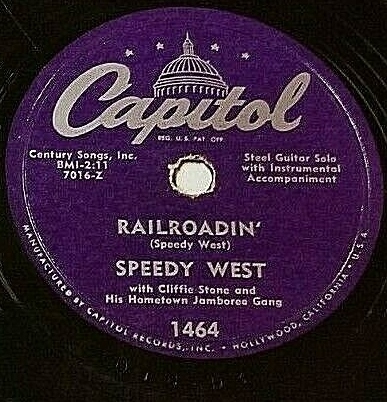 Capitol
REG. U.S. PAT. OFF.
Century Songs, Inc.
BMI-2:11
7016-Z
Steel Guitar Solo
with Instrumental
Accompaniment
RAILROADIN'
(Speedy West)
SPEEDY WEST
with Cliffie Stone and
His Hometown Jamboree Gang
1464
MANUFACTURED BY CAPITOL RECORDS, INC. • HOLLYWOOD, CALIFORNIA • U.S.A.